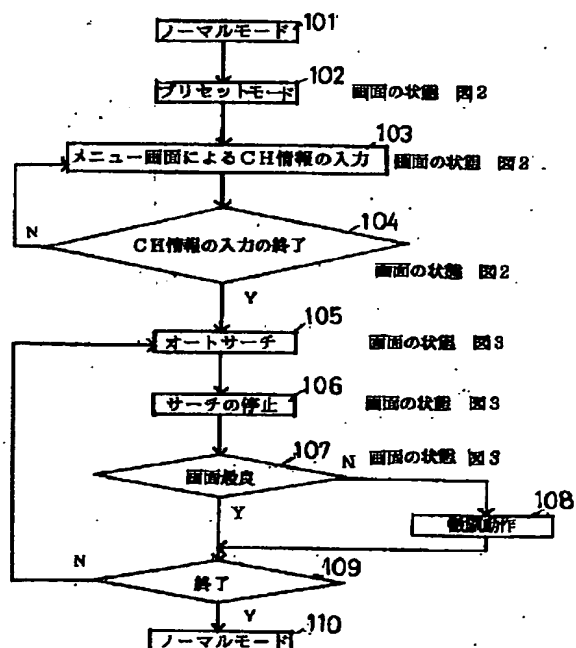 101
ノーマルモード
102
プリセットモード 画面の状態 図2
103
メニュー画面によるCH情報の入力 画面の状態 図2
104
N
CH情報の入力の終了
画面の状態 図2
Y
105
オートサーチ 画面の状態 図3
106
サーチの停止 画面の状態 図3
107
N 画面の状態 図3
画面最良
108
Y
動作
N
109
終了
Y
110
ノーマルモード